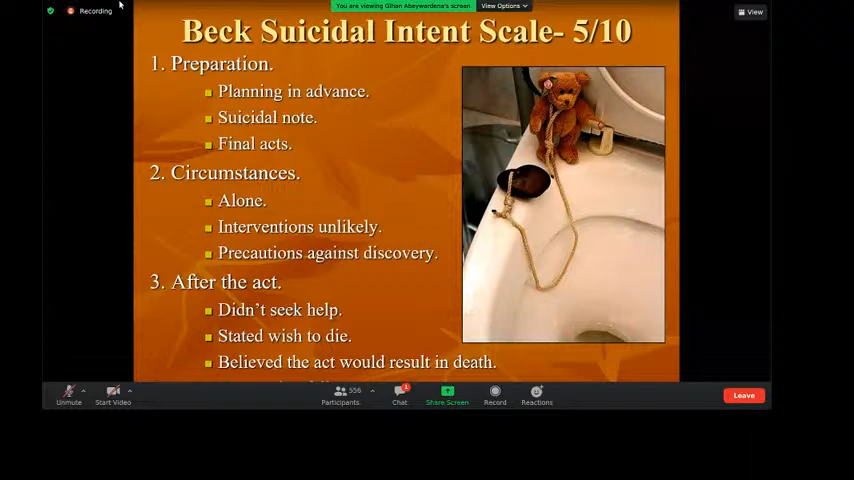 You are viewing Gihan Abeywardena's screen
View Options
Recording
View
Beck Suicidal Intent Scale- 5/10
1. Preparation.
Planning in advance.
Suicidal note.
Final acts.
2. Circumstances.
Alone.
Interventions unlikely.
Precautions against discovery.
3. After the act.
Didn't seek help.
Stated wish to die.
Believed the act would result in death.
Unmute
Start Video
556
Participants
1
Chat
Share Screen
Record
Reactions
Leave